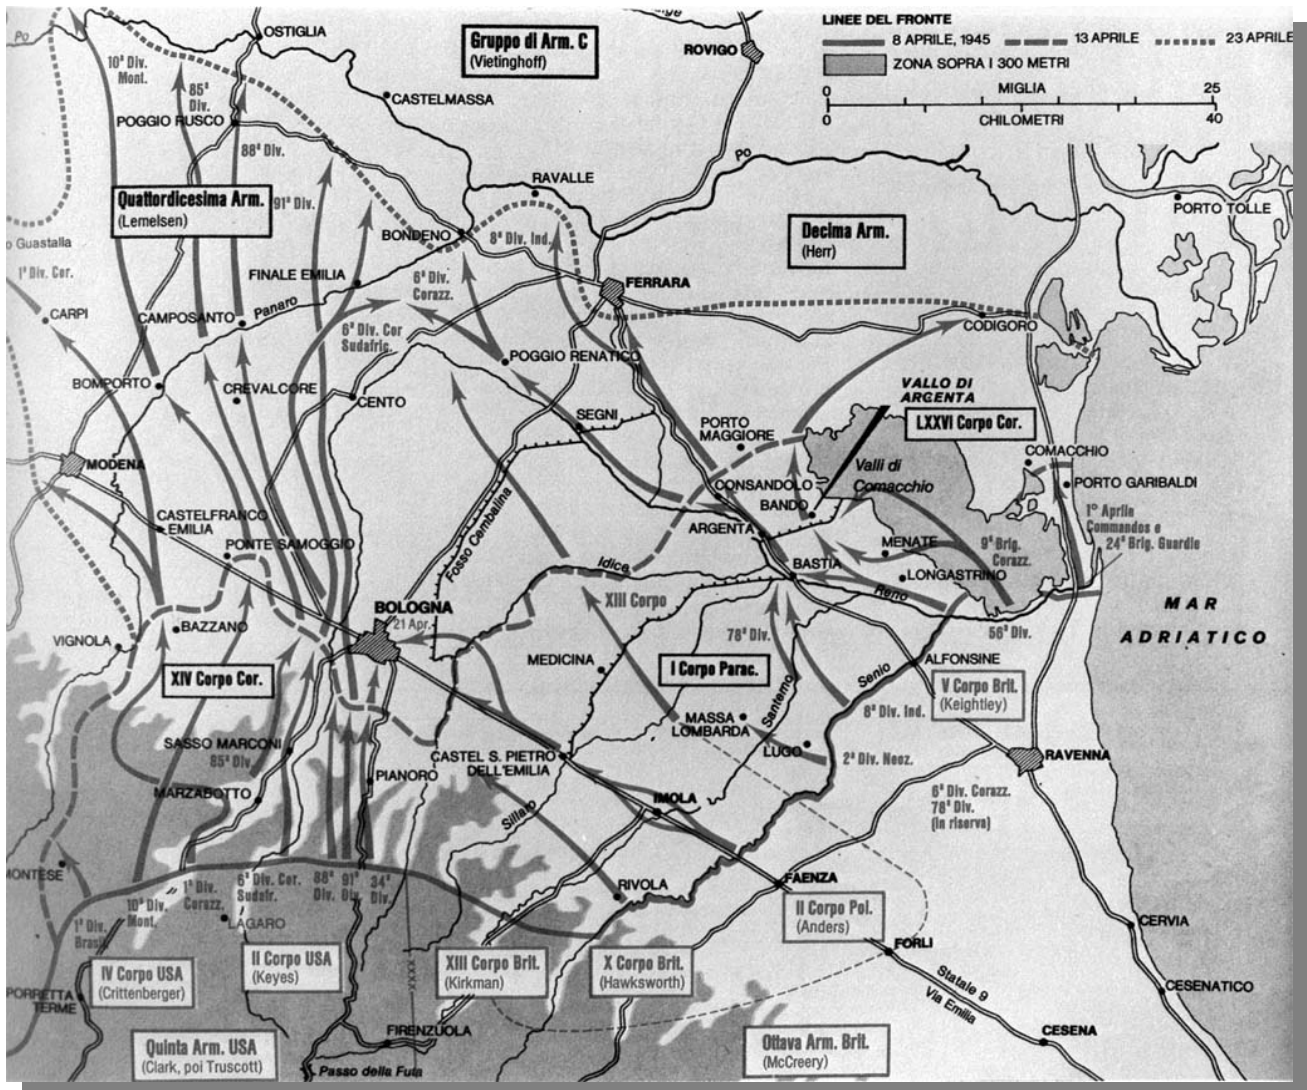 LINEE DEL FRONTE
8 APRILE, 1945
13 APRILE
23 APRILE
ZONA SOPRA I 300 METRI
0
MIGLIA
25
CHILOMETRI
40
Po
OSTIGLIA
Gruppo di Arm. C
(Vietinghoff)
ROVIGO
10ª Div.
Mont.
85ª
Div.
CASTELMASSA
POGGIO RUSCO
88ª Div.
Po
RAVALLE
PORTO TOLLE
Quattordicesima Arm.
(Lemelsen)
91ª Div.
Decima Arm.
(Herr)
BONDENO
8ª Div. Ind.
o Guastalla
1ª Div. Cor.
FINALE EMILIA
6ª Div.
Corazz.
FERRARA
CARPI
CAMPOSANTO
Panaro
6ª Div. Cor
Sudafric.
CODIGORO
POGGIO RENATICO
BOMPORTO
CREVALCORE
CENTO
VALLO DI
ARGENTA
LXXVI Corpo Cor.
SEGNI
PORTO
MAGGIORE
COMACCHIO
MODENA
Valli di
Comacchio
PORTO GARIBALDI
CONSANDOLO
BANDO
1º Aprile
Commandos e
24ª Brig. Guardie
CASTELFRANCO
EMILIA
Fosso Cembalina
ARGENTA
PONTE SAMOGGIO
MENATE
9ª Brig.
Corazz.
Idice
BASTIA
LONGASTRINO
Reno
XIII Corpo
MAR
ADRIATICO
BOLOGNA
21 Apr.
78ª Div.
56ª Div.
VIGNOLA
BAZZANO
MEDICINA
I Corpo Parac.
ALFONSINE
XIV Corpo Cor.
Senio
Santerno
V Corpo Brit.
(Keightley)
8ª Div. Ind.
MASSA
LOMBARDA
LUGO
SASSO MARCONI
85ª Div.
CASTEL S. PIETRO
DELL'EMILIA
2ª Div. Neoz.
RAVENNA
PIANORO
MARZABOTTO
6ª Div. Corazz.
78ª Div.
(in riserva)
IMOLA
Sillaro
MONTESE
1ª Div.
Corazz.
6ª Div. Cor.
Sudafr.
88ª
Div.
91ª
Div.
34ª
Div.
RIVOLA
FAENZA
10ª Div.
Mont.
1ª Div.
Brasil.
LAGARO
II Corpo Pol.
(Anders)
CERVIA
FORLI
IV Corpo USA
(Crittenberger)
II Corpo USA
(Keyes)
XIII Corpo Brit.
(Kirkman)
X Corpo Brit.
(Hawksworth)
XXXX
Statale 9
Via Emilia
CESENATICO
PORRETTA
TERME
FIRENZUOLA
CESENA
Quinta Arm. USA
(Clark, poi Truscott)
Ottava Arm. Brit.
(McCreery)
Passo della Futa